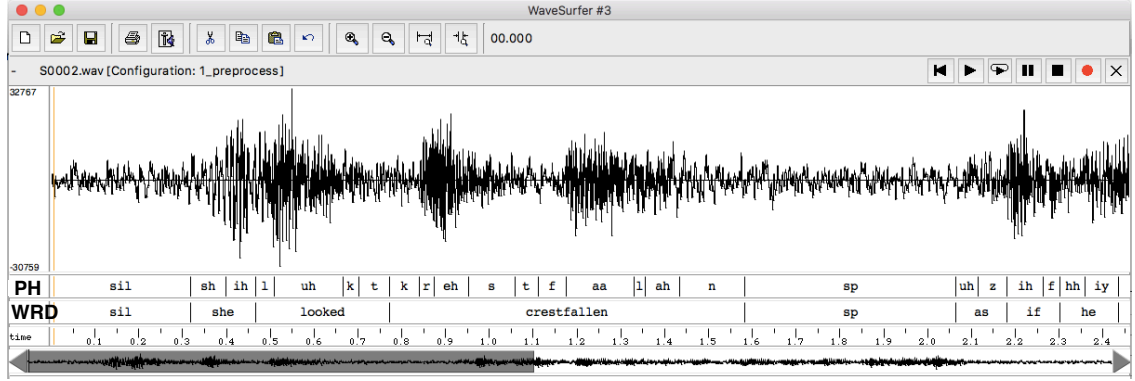 WaveSurfer #3
00.000
- S0002.wav [Configuration: 1_preprocess]
32767
-30759
PH sil sh ih l uh k t k r eh s t f aa l ah n sp uh z ih f hh iy
WRD sil she looked crestfallen sp as if he
time 0.1 0.2 0.3 0.4 0.5 0.6 0.7 0.8 0.9 1.0 1.1 1.2 1.3 1.4 1.5 1.6 1.7 1.8 1.9 2.0 2.1 2.2 2.3 2.4